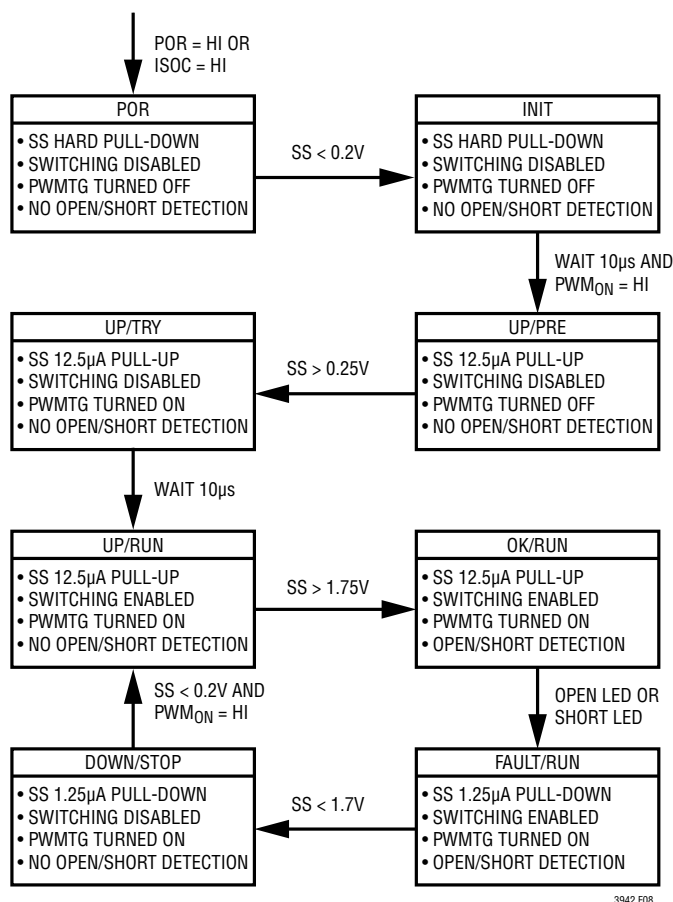 POR = HI OR
ISOC = HI
POR
• SS HARD PULL-DOWN
• SWITCHING DISABLED
• PWMTG TURNED OFF
• NO OPEN/SHORT DETECTION
SS < 0.2V
INIT
• SS HARD PULL-DOWN
• SWITCHING DISABLED
• PWMTG TURNED OFF
• NO OPEN/SHORT DETECTION
WAIT 10µs AND
PWMON = HI
UP/PRE
• SS 12.5µA PULL-UP
• SWITCHING DISABLED
• PWMTG TURNED OFF
• NO OPEN/SHORT DETECTION
SS > 0.25V
UP/TRY
• SS 12.5µA PULL-UP
• SWITCHING DISABLED
• PWMTG TURNED ON
• NO OPEN/SHORT DETECTION
WAIT 10µs
UP/RUN
• SS 12.5µA PULL-UP
• SWITCHING ENABLED
• PWMTG TURNED ON
• NO OPEN/SHORT DETECTION
SS > 1.75V
OK/RUN
• SS 12.5µA PULL-UP
• SWITCHING ENABLED
• PWMTG TURNED ON
• OPEN/SHORT DETECTION
OPEN LED OR
SHORT LED
FAULT/RUN
• SS 1.25µA PULL-DOWN
• SWITCHING ENABLED
• PWMTG TURNED ON
• OPEN/SHORT DETECTION
SS < 1.7V
DOWN/STOP
• SS 1.25µA PULL-DOWN
• SWITCHING DISABLED
• PWMTG TURNED ON
• NO OPEN/SHORT DETECTION
SS < 0.2V AND
PWMON = HI
3942 F08